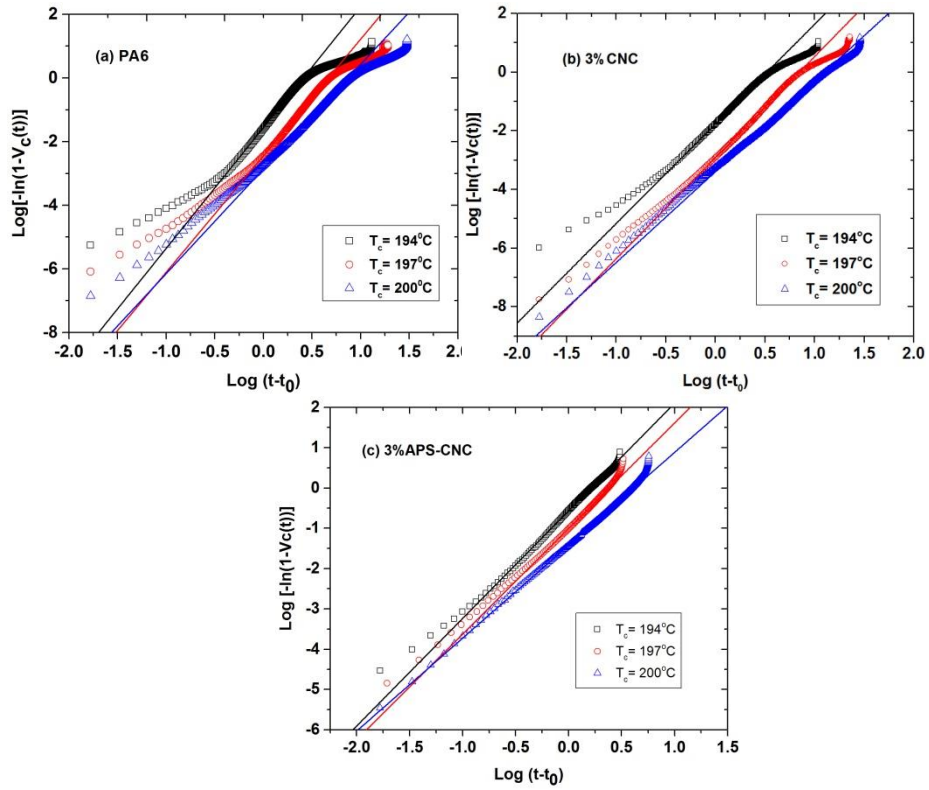 (a) PA6
Log[-ln(1-V_c(t))]
2
0
-2
-4
-6
-8
T_c = 194⁰C
T_c = 197⁰C
T_c = 200⁰C
-2.0 -1.5 -1.0 -0.5 0.0 0.5 1.0 1.5 2.0
Log (t-t_0)
(b) 3% CNC
Log [-ln(1-Vc(t))]
2
0
-2
-4
-6
-8
T_c = 194°C
T_c = 197°C
T_c = 200°C
-2.0 -1.5 -1.0 -0.5 0.0 0.5 1.0 1.5 2.0
Log (t-t_0)
(c) 3%APS-CNC
Log [-ln(1-Vc(t))]
2
1
0
-1
-2
-3
-4
-5
-6
T_c = 194°C
T_c = 197°C
T_c = 200°C
-2.0 -1.5 -1.0 -0.5 0.0 0.5 1.0 1.5
Log (t-t_0)